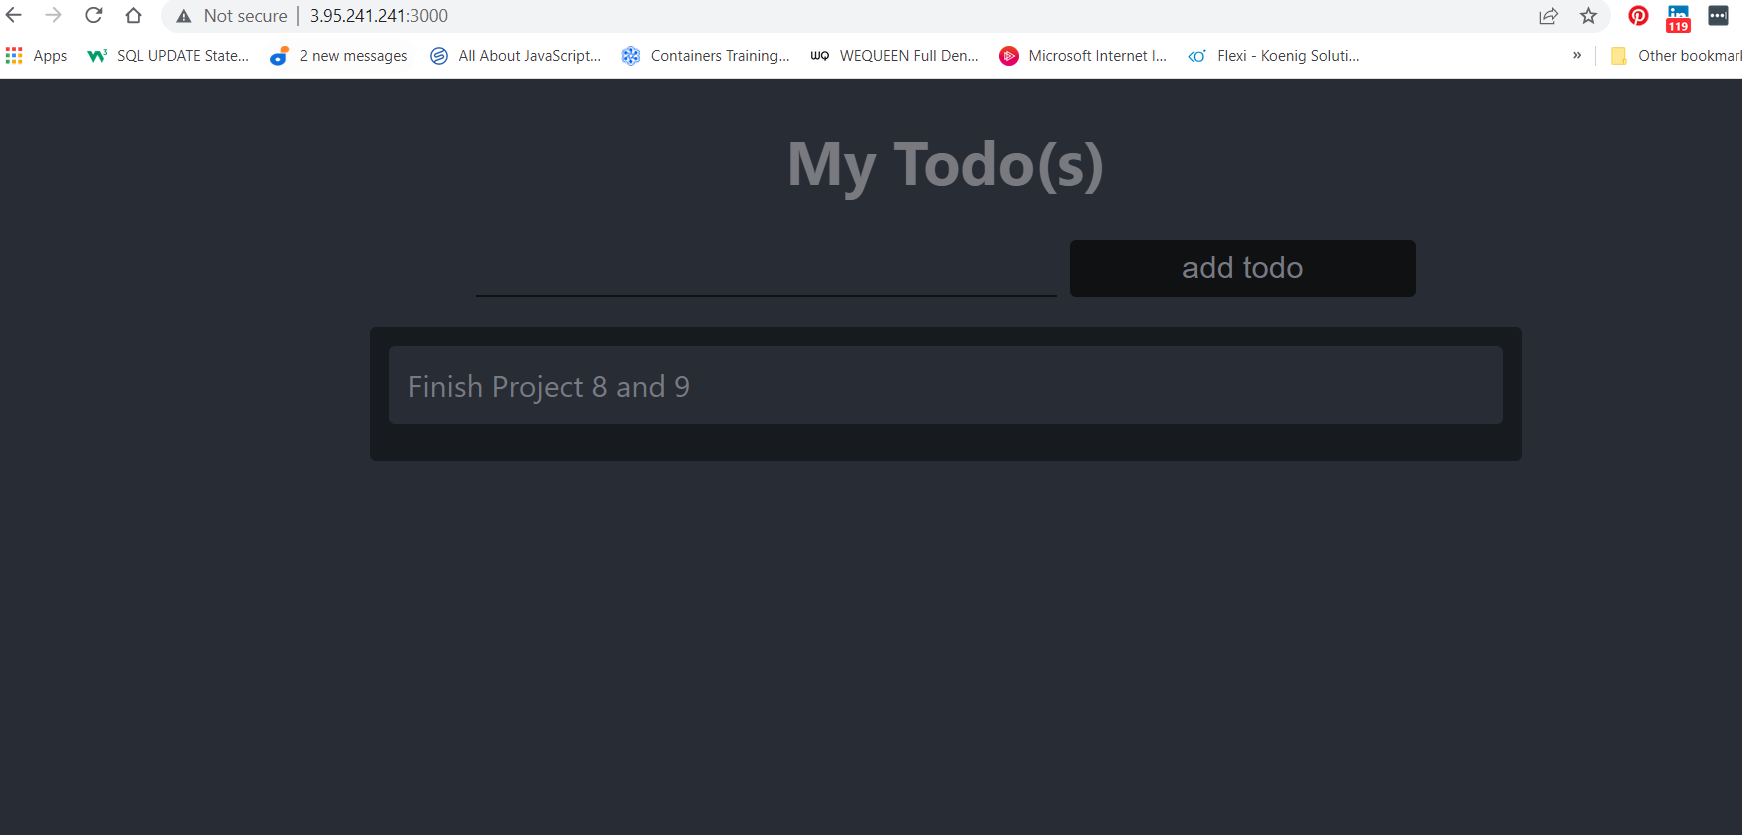 Not secure | 3.95.241.241:3000
119
Apps SQL UPDATE State... 2 new messages All About JavaScript... Containers Training... WQ WEQUEEN Full Den... Microsoft Internet I... Flexi - Koenig Soluti... » Other bookmark
My Todo(s)
add todo
Finish Project 8 and 9